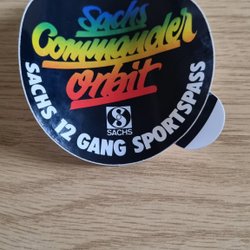 Sachs
Commander
Orbit
SACHS 12 GANG SPORTSPASS
SACHS